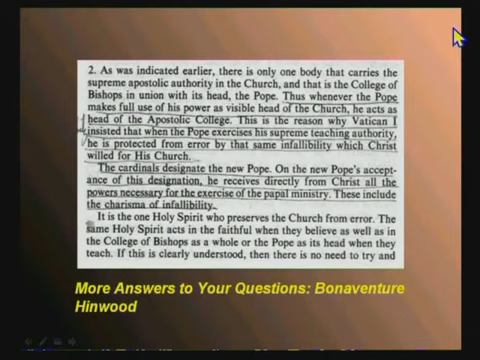 2. As was indicated earlier, there is only one body that carries the
supreme apostolic authority in the Church, and that is the College of
Bishops in union with its head, the Pope. Thus whenever the Pope
makes full use of his power as visible head of the Church, he acts as
head of the Apostolic College. This is the reason why Vatican I
insisted that when the Pope exercises his supreme teaching authority,
he is protected from error by that same infallibility which Christ
willed for His Church.
The cardinals designate the new Pope. On the new Pope's accept-
ance of this designation, he receives directly from Christ all the
powers necessary for the exercise of the papal ministry. These include
the charisma of infallibility.
It is the one Holy Spirit who preserves the Church from error. The
same Holy Spirit acts in the faithful when they believe as well as in
the College of Bishops as a whole or the Pope as its head when they
teach. If this is clearly understood, then there is no need to try and
More Answers to Your Questions: Bonaventure
Hinwood